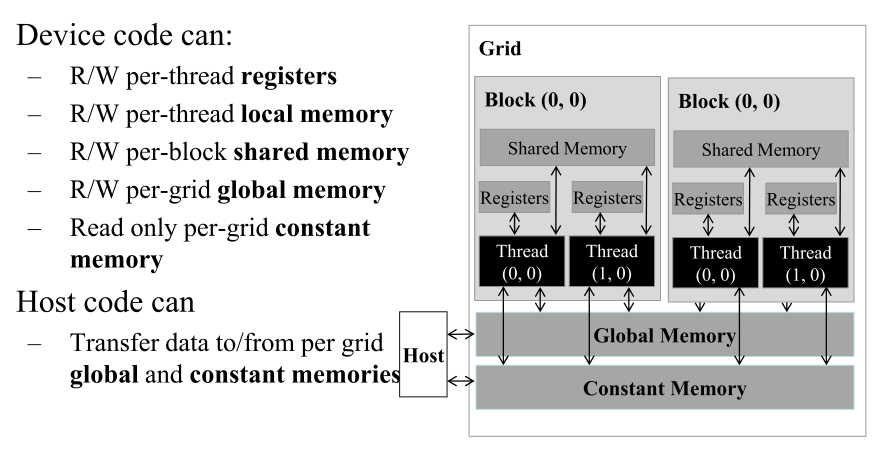 Device code can:
– R/W per-thread registers
– R/W per-thread local memory
– R/W per-block shared memory
– R/W per-grid global memory
– Read only per-grid constant
memory
Host code can
– Transfer data to/from per grid
global and constant memories
Grid
Block (0, 0)
Shared Memory
Registers
Registers
Thread
(0, 0)
Thread
(1, 0)
Block (0, 0)
Shared Memory
Registers
Registers
Thread
(0, 0)
Thread
(1, 0)
Host
Global Memory
Constant Memory